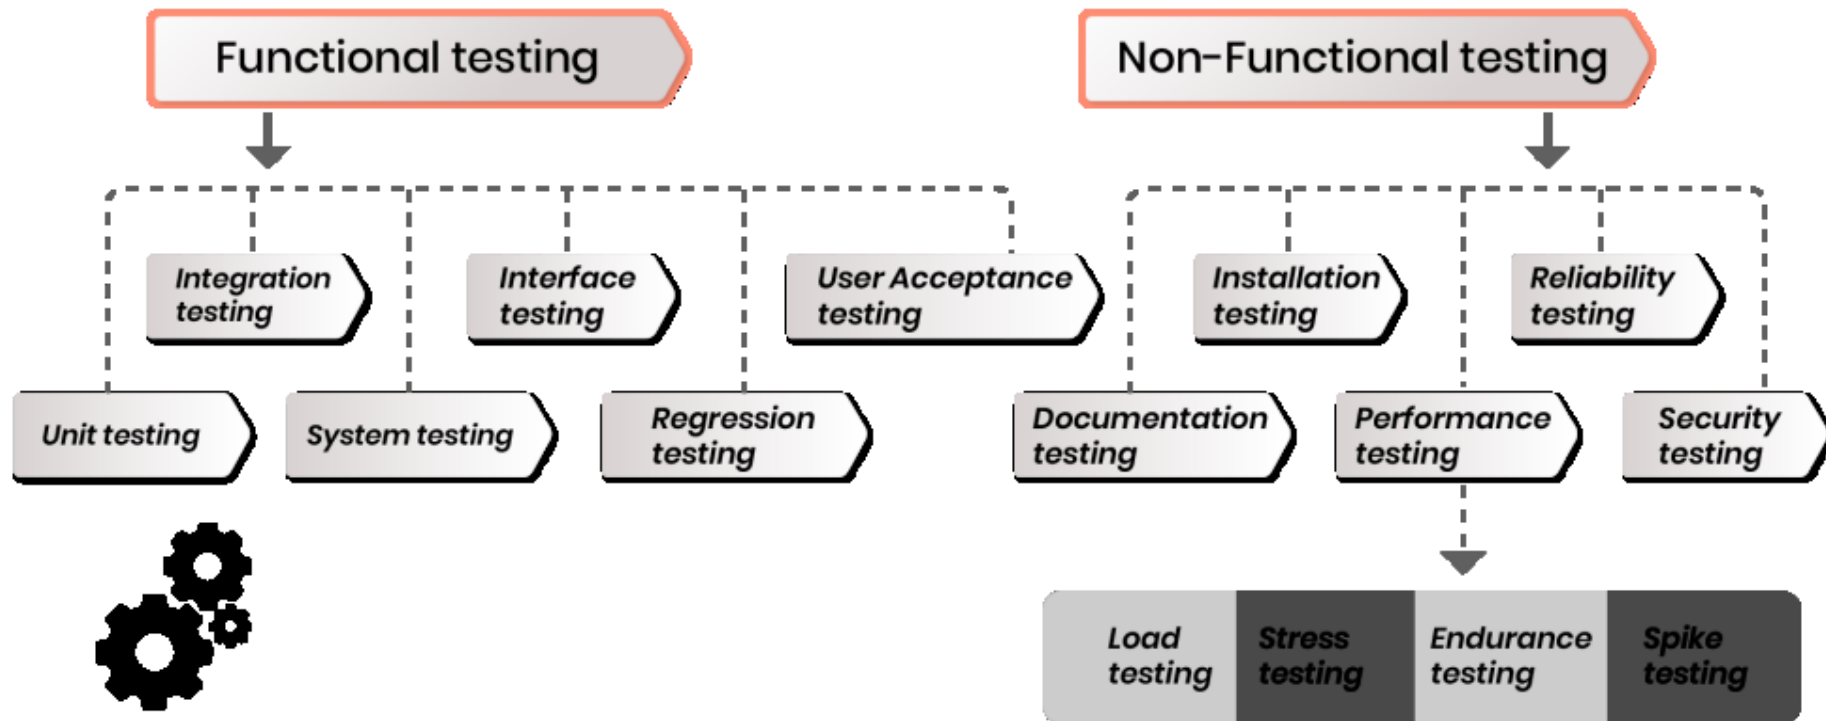 Functional testing
Non-Functional testing
Integration
testing
Interface
testing
User Acceptance
testing
Installation
testing
Reliability
testing
Unit testing
System testing
Regression
testing
Documentation
testing
Performance
testing
Security
testing
Load
testing
Stress
testing
Endurance
testing
Spike
testing